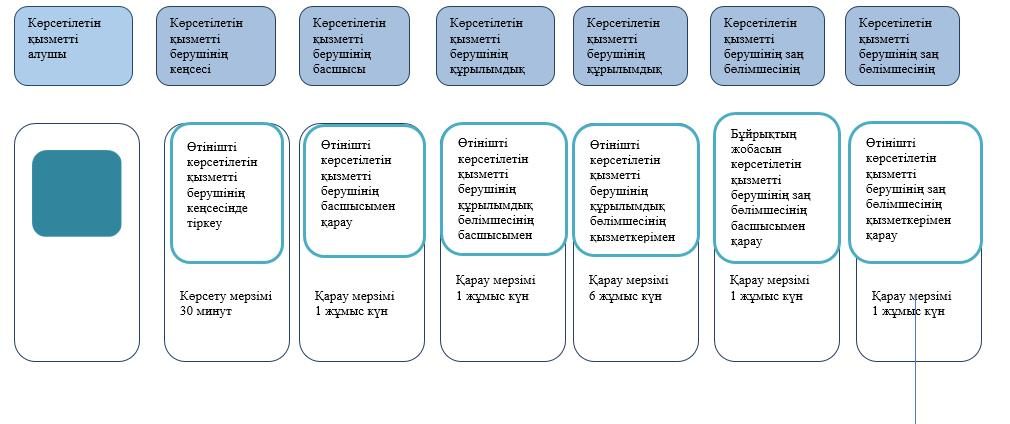 Көрсетілетін
қызметті
алушы
Көрсетілетін
қызметті
берушінің
кеңсесі
Көрсетілетін
қызметті
берушінің
басшысы
Көрсетілетін
қызметті
берушінің
құрылымдық
Көрсетілетін
қызметті
берушінің
құрылымдық
Көрсетілетін
қызметті
берушінің заң
бөлімшесінің
Көрсетілетін
қызметті
берушінің заң
бөлімшесінің
Өтінішті
көрсетілетін
қызметті
берушінің
кеңсесінде
тіркеу
Көрсету мерзімі
30 минут
Өтінішті
көрсетілетін
қызметті
берушінің
басшысымен
қарау
Қарау мерзімі
1 жұмыс күн
Өтінішті
көрсетілетін
қызметті
берушінің
құрылымдық
бөлімшесінің
басшысымен
Қарау мерзімі
1 жұмыс күн
Өтінішті
көрсетілетін
қызметті
берушінің
құрылымдық
бөлімшесінің
қызметкерімен
Қарау мерзімі
6 жұмыс күн
Бұйрықтың
жобасын
көрсетілетін
қызметті
берушінің заң
бөлімшесінің
басшысымен
қарау
Қарау мерзімі
1 жұмыс күн
Өтінішті
көрсетілетін
қызметті
берушінің заң
бөлімшесінің
қызметкерімен
қарау
Қарау мерзімі
1 жұмыс күн